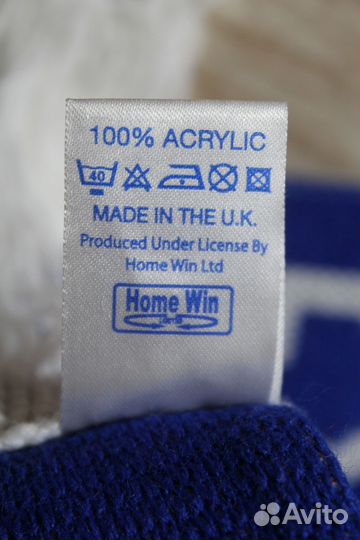 100% ACRYLIC
40
MADE IN THE U.K.
Produced Under License By
Home Win Ltd
Home Win
Avito